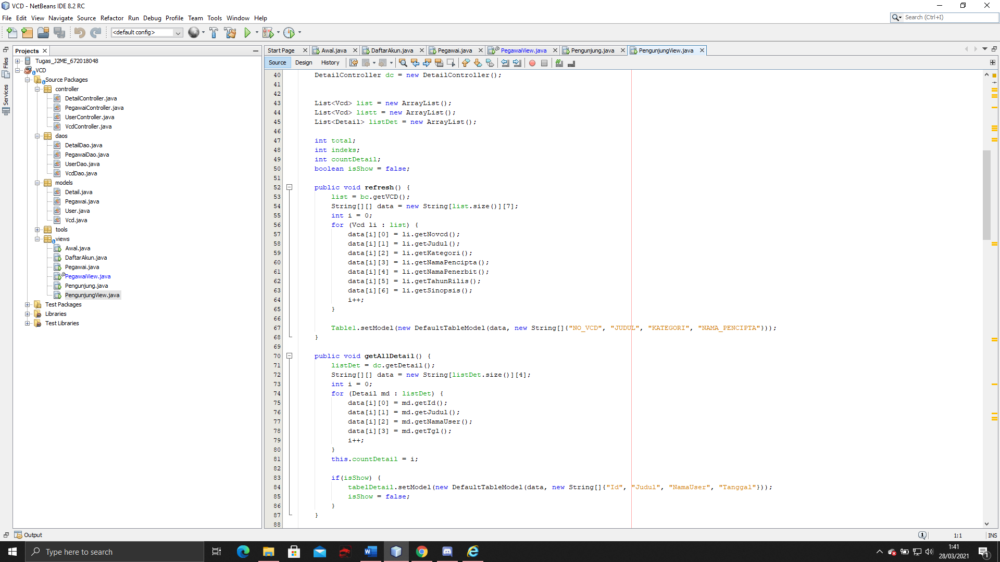 VCD - NetBeans IDE 8.2 RC
File Edit View Navigate Source Refactor Run Debug Profile Team Tools Window Help
Search (Ctrl+I)
<default config>
Files
Services
Projects
Tugas_J2ME_672018048
VCD
Source Packages
controller
DetailController.java
PegawaiController.java
UserController.java
VcdController.java
daos
DetailDao.java
PegawaiDao.java
UserDao.java
VcdDao.java
models
Detail.java
Pegawai.java
User.java
Vcd.java
tools
views
Awal.java
DaftarAkun.java
Pegawai.java
PegawaiView.java
Pengunjung.java
PengunjungView.java
Test Packages
Libraries
Test Libraries
Start Page Awal.java DaftarAkun.java Pegawai.java PegawaiView.java Pengunjung.java PengunjungView.java
Source Design History
40 DetailController dc = new DetailController();
41
42
43 List<Vcd> list = new ArrayList();
44 List<Vcd> listt = new ArrayList();
45 List<Detail> listDet = new ArrayList();
46
47 int total;
48 int indeks;
49 int countDetail;
50 boolean isShow = false;
51
52 public void refresh() {
53 list = bc.getVCD();
54 String[][] data = new String[list.size()][7];
55 int i = 0;
56 for (Vcd li : list) {
57 data[i][0] = li.getNovcd();
58 data[i][1] = li.getJudul();
59 data[i][2] = li.getKategori();
60 data[i][3] = li.getNamaPencipta();
61 data[i][4] = li.getNamaPenerbit();
62 data[i][5] = li.getTahunRilis();
63 data[i][6] = li.getSinopsis();
64 i++;
65 }
66
67 Table1.setModel(new DefaultTableModel(data, new String[]{"NO_VCD", "JUDUL", "KATEGORI", "NAMA_PENCIPTA"}));
68 }
69
70 public void getAllDetail() {
71 listDet = dc.getDetail();
72 String[][] data = new String[listDet.size()][4];
73 int i = 0;
74 for (Detail md : listDet) {
75 data[i][0] = md.getId();
76 data[i][1] = md.getJudul();
77 data[i][2] = md.getNamaUser();
78 data[i][3] = md.getTgl();
79 i++;
80 }
81 this.countDetail = i;
82
83 if(isShow) {
84 tabelDetail.setModel(new DefaultTableModel(data, new String[]{"Id", "Judul", "NamaUser", "Tanggal"}));
85 isShow = false;
86 }
87 }
88
Output
1
1:1
INS
Type here to search
1:41
28/03/2021
1